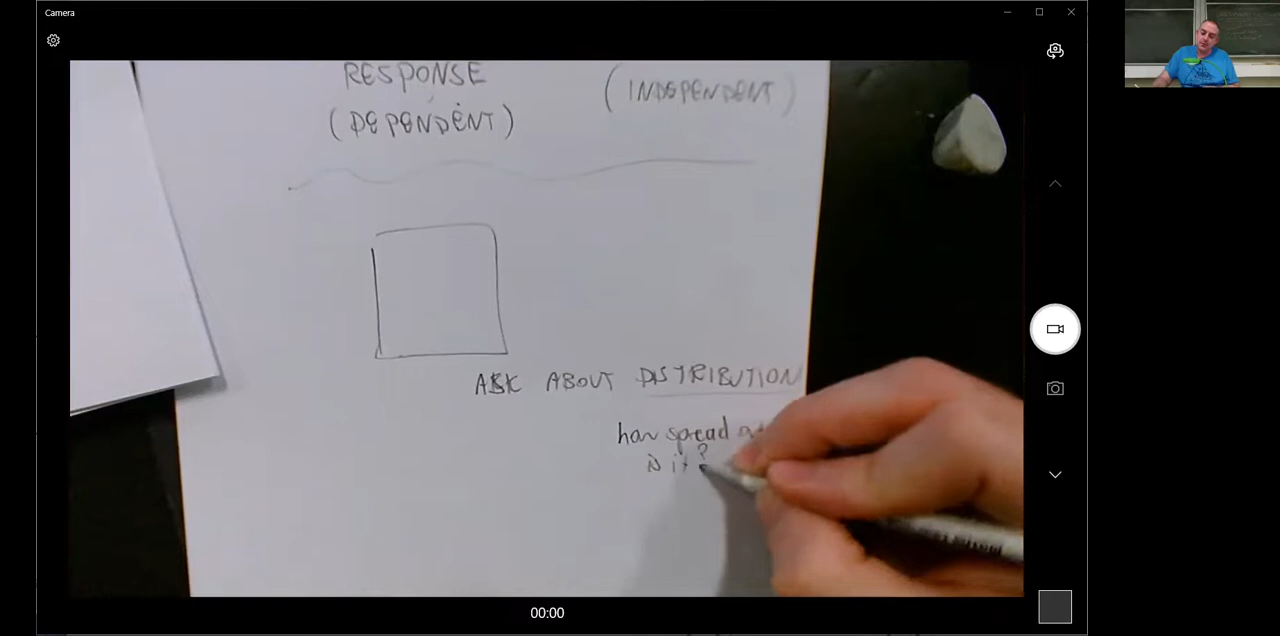 Camera
RESPONSE
(INDEPENDENT)
(DEPENDENT)
ASK ABOUT DISTRIBUTION
how spread
is it?
00:00